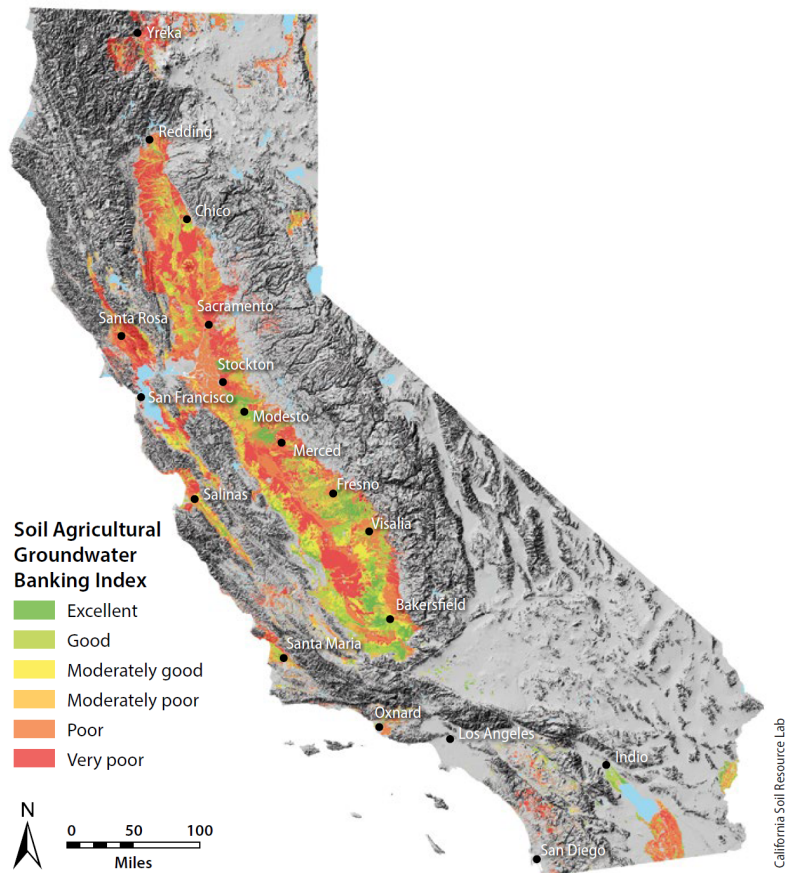 Yreka
Redding
Chico
Sacramento
Santa Rosa
Stockton
San Francisco
Modesto
Merced
Fresno
Salinas
Visalia
Soil Agricultural
Groundwater
Banking Index
Excellent
Good
Moderately good
Moderately poor
Poor
Very poor
Bakersfield
Santa Maria
Oxnard
Los Angeles
Indio
San Diego
N
0 50 100
Miles
California Soil Resource Lab